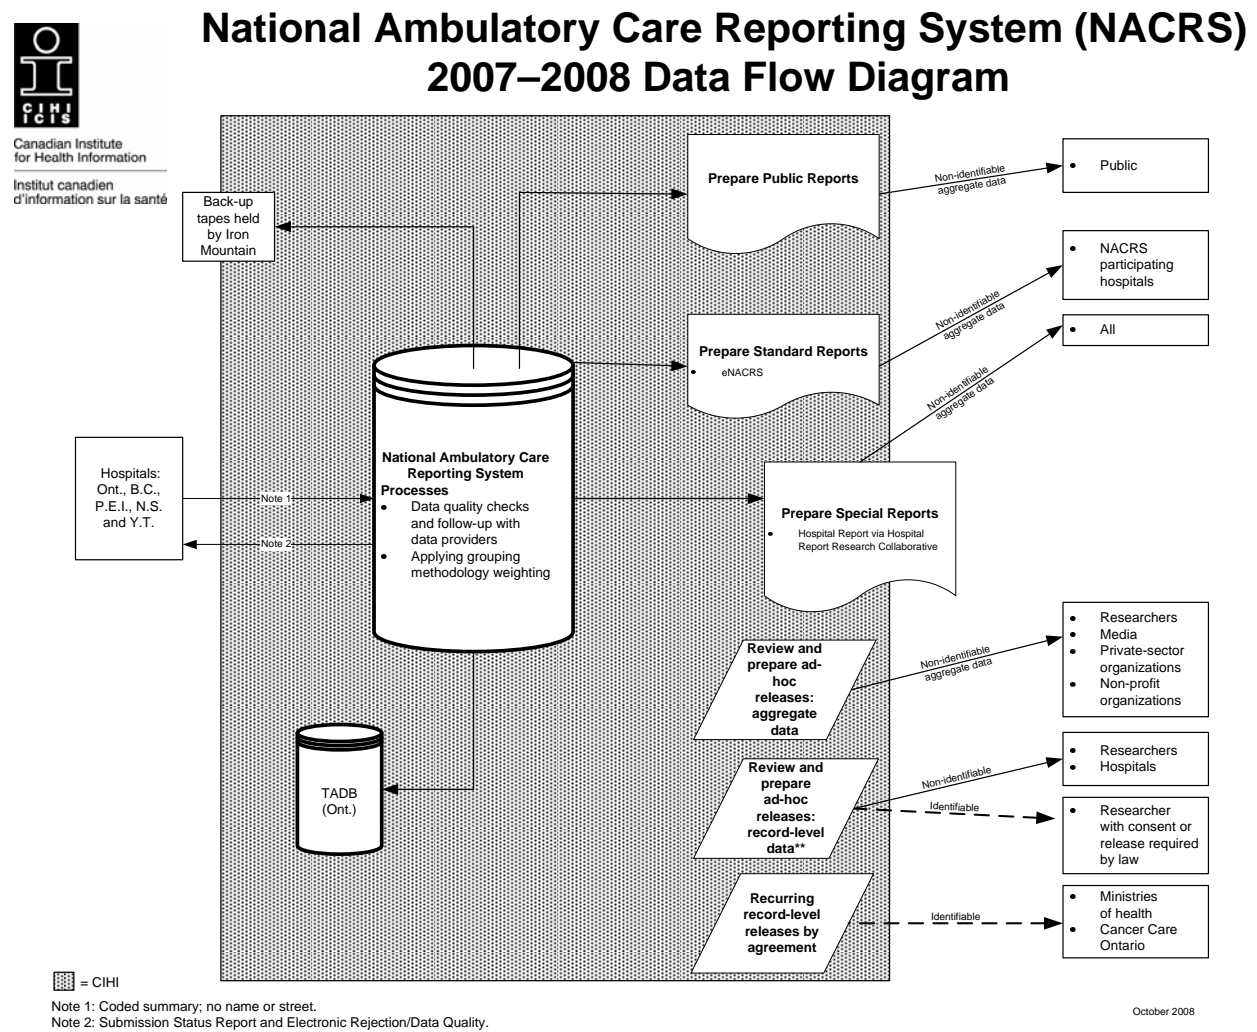 National Ambulatory Care Reporting System (NACRS)
2007–2008 Data Flow Diagram
CIHI
ICIS
Canadian Institute
for Health Information
Institut canadien
d'information sur la santé
Back-up
tapes held
by Iron
Mountain
Prepare Public Reports
Non-identifiable
aggregate data
• Public
Prepare Standard Reports
• eNACRS
Non-identifiable
aggregate data
• NACRS
participating
hospitals
Non-identifiable
aggregate data
• All
Hospitals:
Ont., B.C.,
P.E.I., N.S.
and Y.T.
Note 1
Note 2
National Ambulatory Care
Reporting System
Processes
• Data quality checks
and follow-up with
data providers
• Applying grouping
methodology weighting
Prepare Special Reports
• Hospital Report via Hospital
Report Research Collaborative
TADB
(Ont.)
Review and
prepare ad-
hoc
releases:
aggregate
data
Non-identifiable
aggregate data
• Researchers
• Media
• Private-sector
organizations
• Non-profit
organizations
Review and
prepare
ad-hoc
releases:
record-level
data**
Non-identifiable
• Researchers
• Hospitals
Identifiable
• Researcher
with consent or
release required
by law
Recurring
record-level
releases by
agreement
Identifiable
• Ministries
of health
• Cancer Care
Ontario
= CIHI
Note 1: Coded summary; no name or street.
Note 2: Submission Status Report and Electronic Rejection/Data Quality.
October 2008